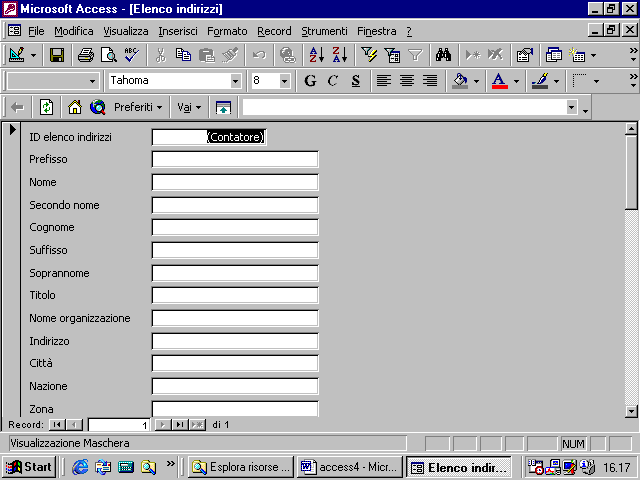 Microsoft Access - [Elenco indirizzi]
File Modifica Visualizza Inserisci Formato Record Strumenti Finestra ?
Tahoma 8 G C S
Preferiti Vai
ID elenco indirizzi (Contatore)
Prefisso
Nome
Secondo nome
Cognome
Suffisso
Soprannome
Titolo
Nome organizzazione
Indirizzo
Città
Nazione
Zona
Record: 1 di 1
Visualizzazione Maschera NUM
Start Esplora risorse ... access4 - Micr... Elenco indir... 16.17